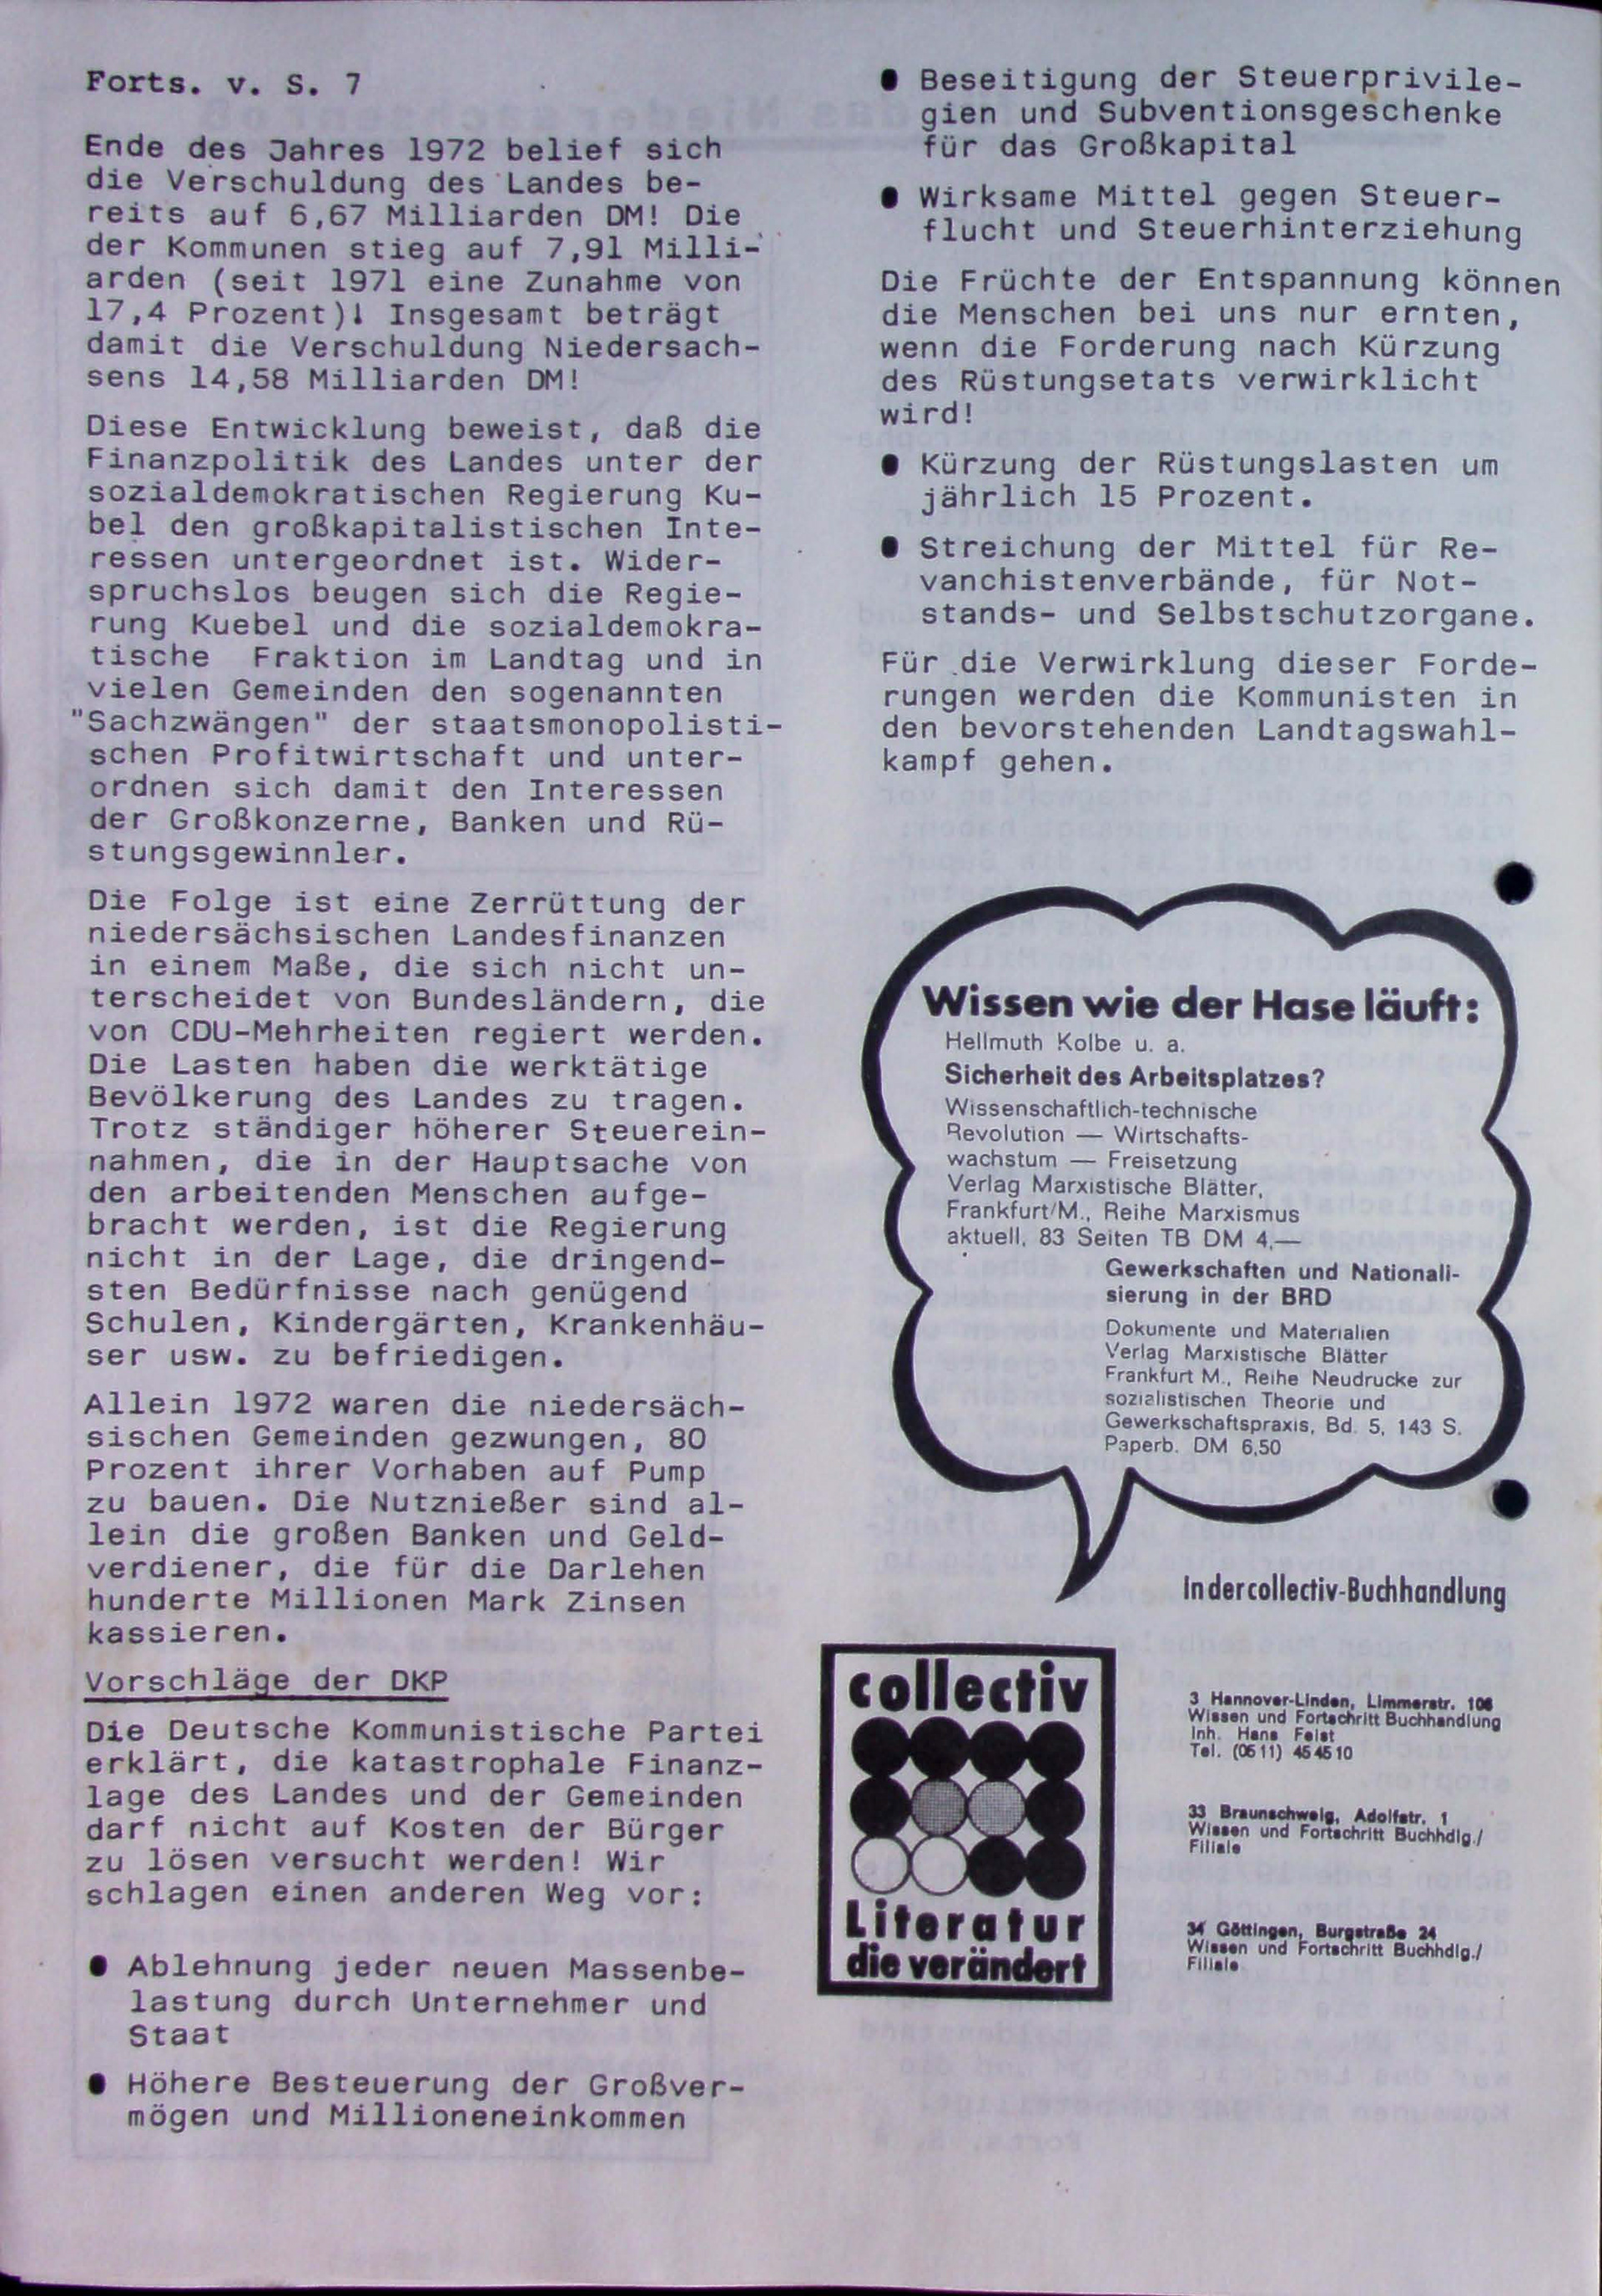 Forts. v. S. 7
Ende des Jahres 1972 belief sich
die Verschuldung des Landes be-
reits auf 6,67 Milliarden DM! Die
der Kommunen stieg auf 7,91 Milli-
arden (seit 1971 eine Zunahme von
17,4 Prozent)! Insgesamt beträgt
damit die Verschuldung Niedersach-
sens 14,58 Milliarden DM!
Diese Entwicklung beweist, daß die
Finanzpolitik des Landes unter der
sozialdemokratischen Regierung Ku-
bel den großkapitalistischen Inte-
ressen untergeordnet ist. Wider-
spruchslos beugen sich die Regie-
rung Kuebel und die sozialdemokra-
tische Fraktion im Landtag und in
vielen Gemeinden den sogenannten
"Sachzwängen" der staatsmonopolisti-
schen Profitwirtschaft und unter-
ordnen sich damit den Interessen
der Großkonzerne, Banken und Rü-
stungsgewinnler.
Die Folge ist eine Zerrüttung der
niedersächsischen Landesfinanzen
in einem Maße, die sich nicht un-
terscheidet von Bundesländern, die
von CDU-Mehrheiten regiert werden.
Die Lasten haben die werktätige
Bevölkerung des Landes zu tragen.
Trotz ständiger höherer Steuerein-
nahmen, die in der Hauptsache von
den arbeitenden Menschen aufge-
bracht werden, ist die Regierung
nicht in der Lage, die dringend-
sten Bedürfnisse nach genügend
Schulen, Kindergärten, Krankenhäu-
ser usw. zu befriedigen.
Allein 1972 waren die niedersäch-
sischen Gemeinden gezwungen, 80
Prozent ihrer Vorhaben auf Pump
zu bauen. Die Nutznießer sind al-
lein die großen Banken und Geld-
verdiener, die für die Darlehen
hunderte Millionen Mark Zinsen
kassieren.
Vorschläge der DKP
Die Deutsche Kommunistische Partei
erklärt, die katastrophale Finanz-
lage des Landes und der Gemeinden
darf nicht auf Kosten der Bürger
zu lösen versucht werden! Wir
schlagen einen anderen Weg vor:
● Ablehnung jeder neuen Massenbe-
lastung durch Unternehmer und
Staat
● Höhere Besteuerung der Großver-
mögen und Millioneneinkommen
● Beseitigung der Steuerprivile-
gien und Subventionsgeschenke
für das Großkapital
● Wirksame Mittel gegen Steuer-
flucht und Steuerhinterziehung
Die Früchte der Entspannung können
die Menschen bei uns nur ernten,
wenn die Forderung nach Kürzung
des Rüstungsetats verwirklicht
wird!
● Kürzung der Rüstungslasten um
jährlich 15 Prozent.
● Streichung der Mittel für Re-
vanchistenverbände, für Not-
stands- und Selbstschutzorgane.
Für die Verwirklung dieser Forde-
rungen werden die Kommunisten in
den bevorstehenden Landtagswahl-
kampf gehen.
Wissen wie der Hase läuft:
Hellmuth Kolbe u. a.
Sicherheit des Arbeitsplatzes?
Wissenschaftlich-technische
Revolution — Wirtschafts-
wachstum — Freisetzung
Verlag Marxistische Blätter,
Frankfurt/M., Reihe Marxismus
aktuell, 83 Seiten TB DM 4,—
Gewerkschaften und Nationali-
sierung in der BRD
Dokumente und Materialien
Verlag Marxistische Blätter
Frankfurt M., Reihe Neudrucke zur
sozialistischen Theorie und
Gewerkschaftspraxis, Bd. 5, 143 S.
Paperb. DM 6,50
In der collectiv-Buchhandlung
collectiv
Literatur
die verändert
3 Hannover-Linden, Limmerstr. 106
Wissen und Fortschritt Buchhandlung
Inh. Hans Feist
Tel. (0511) 454510
33 Braunschweig, Adolfstr. 1
Wissen und Fortschritt Buchhdlg./
Filiale
34 Göttingen, Burgstraße 24
Wissen und Fortschritt Buchhdlg./
Filiale